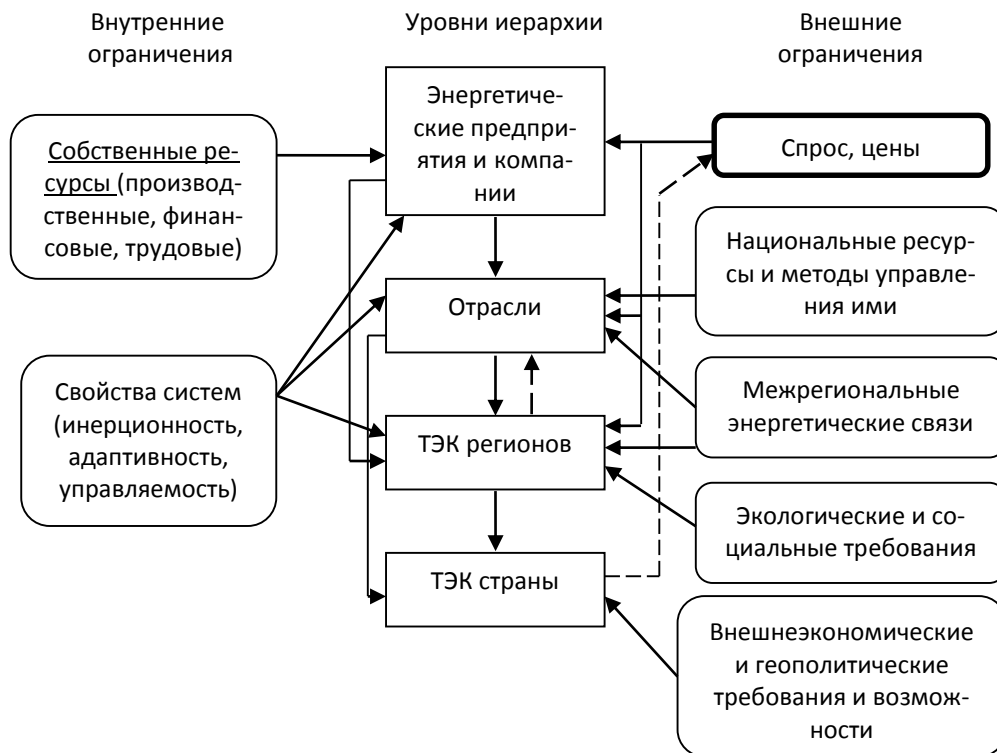 Внутренние
ограничения
Уровни иерархии
Внешние
ограничения
Энергетиче-
ские предпри-
ятия и компа-
нии
Собственные ре-
сурсы (производ-
ственные, финан-
совые, трудовые)
Спрос, цены
Национальные ресур-
сы и методы управле-
ния ими
Отрасли
Свойства систем
(инерционность,
адаптивность,
управляемость)
Межрегиональные
энергетические связи
ТЭК регионов
Экологические и со-
циальные требования
ТЭК страны
Внешнеэкономические
и геополитические
требования и возмож-
ности